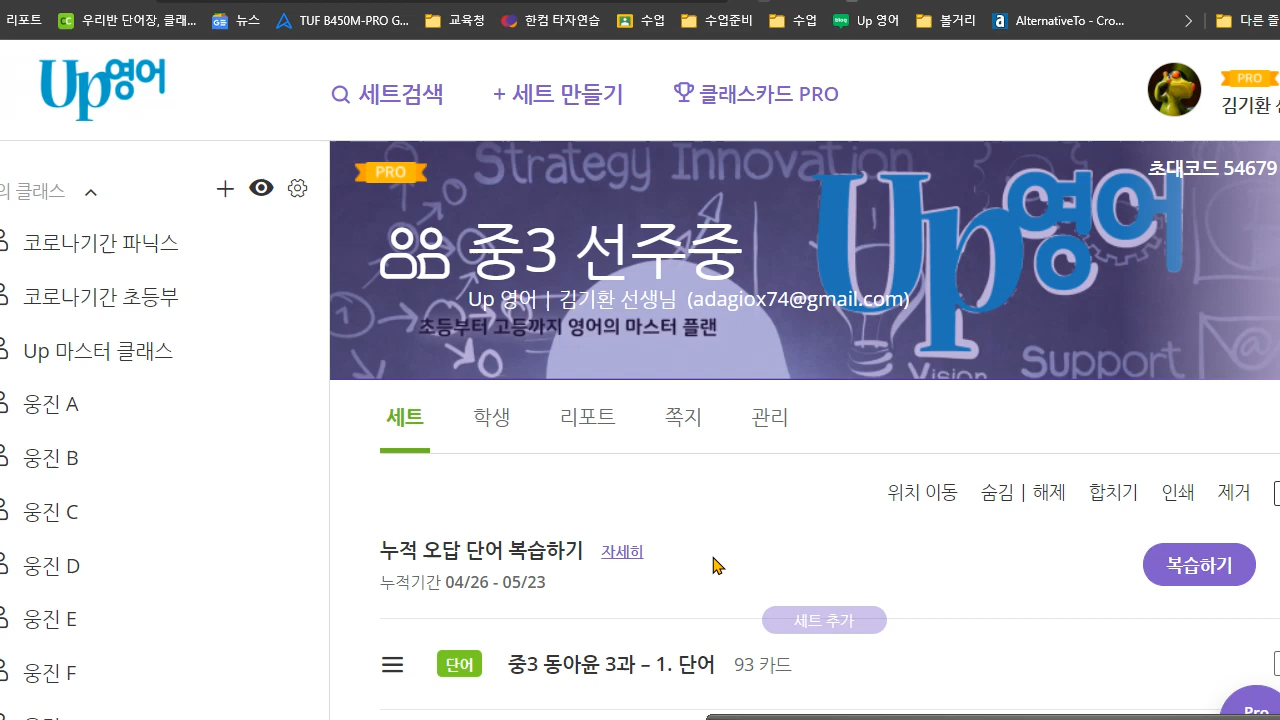 리포트
우리반 단어장, 클래...
뉴스
TUF B450M-PRO G...
교육청
한컴 타자연습
수업
수업준비
수업
Up 영어
볼거리
AlternativeTo - Cro...
다른 즐
Up영어
세트검색
+ 세트 만들기
클래스카드 PRO
PRO
김기환 선
의 클래스
코로나기간 파닉스
코로나기간 초등부
Up 마스터 클래스
웅진 A
웅진 B
웅진 C
웅진 D
웅진 E
웅진 F
PRO
Strategy Innovation
초대코드 54679
Up영어
중3 선주중
Up 영어 | 김기환 선생님 (adagiox74@gmail.com)
초등부터 고등까지 영어의 마스터 플랜
Vision
Support
세트
학생
리포트
쪽지
관리
위치 이동
숨김 | 해제
합치기
인쇄
제거
누적 오답 단어 복습하기
자세히
누적기간 04/26 - 05/23
복습하기
세트 추가
단어
중3 동아윤 3과 – 1. 단어
93 카드
Pro